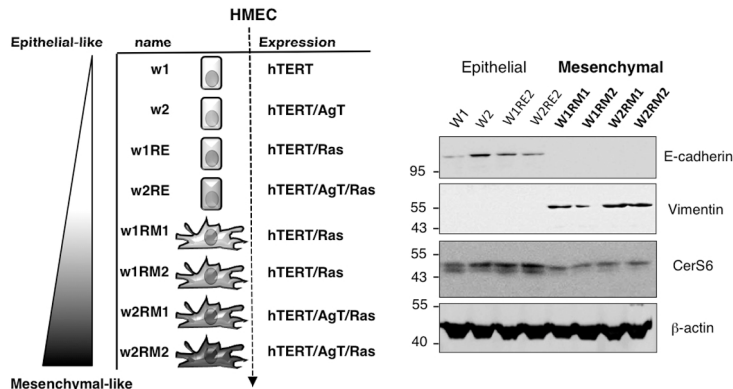 HMEC
Epithelial-like
name
Expression
w1
hTERT
w2
hTERT/AgT
w1RE
hTERT/Ras
w2RE
hTERT/AgT/Ras
w1RM1
hTERT/Ras
w1RM2
hTERT/Ras
w2RM1
hTERT/AgT/Ras
w2RM2
hTERT/AgT/Ras
Mesenchymal-like
Epithelial
Mesenchymal
W1
W2
W1RE2
W2RE2
W1RM1
W1RM2
W2RM1
W2RM2
E-cadherin
95
55
Vimentin
43
55
CerS6
43
55
β-actin
40